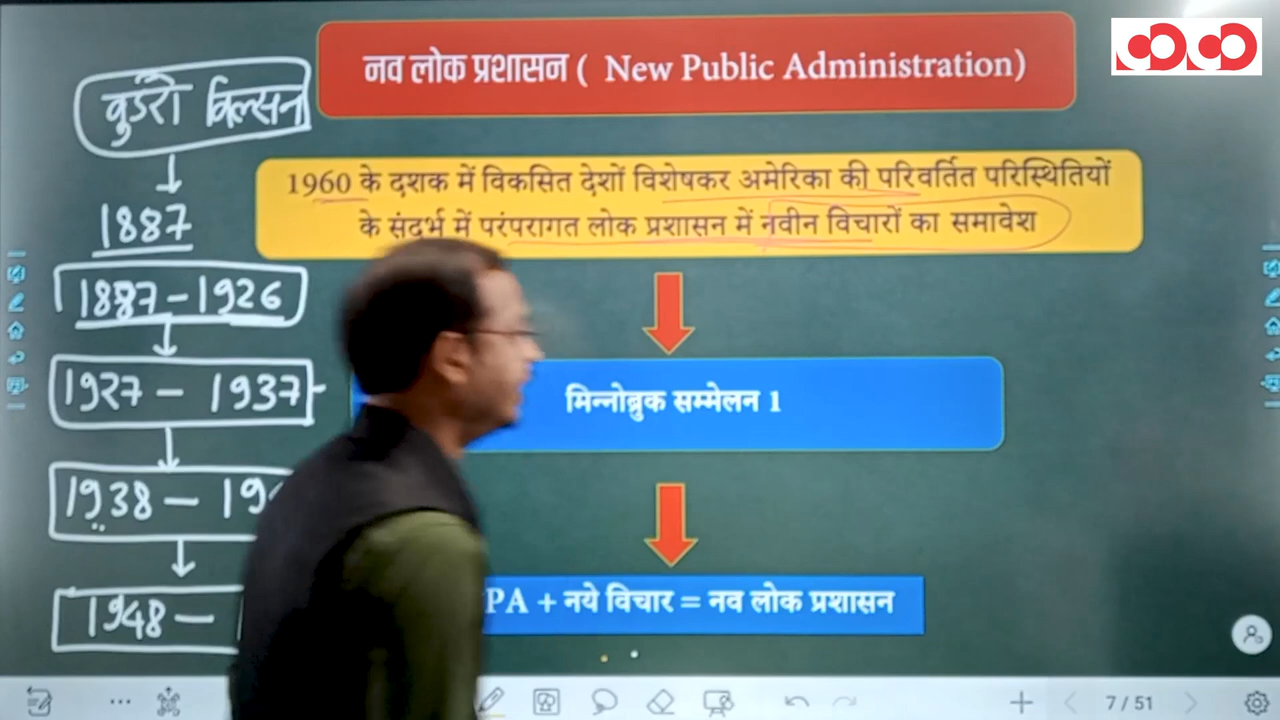 नव लोक प्रशासन ( New Public Administration)
वुडरो विल्सन
1887
1887-1926
1927 - 1937
1938 - 19
1948 -
1960 के दशक में विकसित देशों विशेषकर अमेरिका की परिवर्तित परिस्थितियों
के संदर्भ में परंपरागत लोक प्रशासन में नवीन विचारों का समावेश
मिन्नोब्रुक सम्मेलन 1
PA + नये विचार = नव लोक प्रशासन
7 / 51